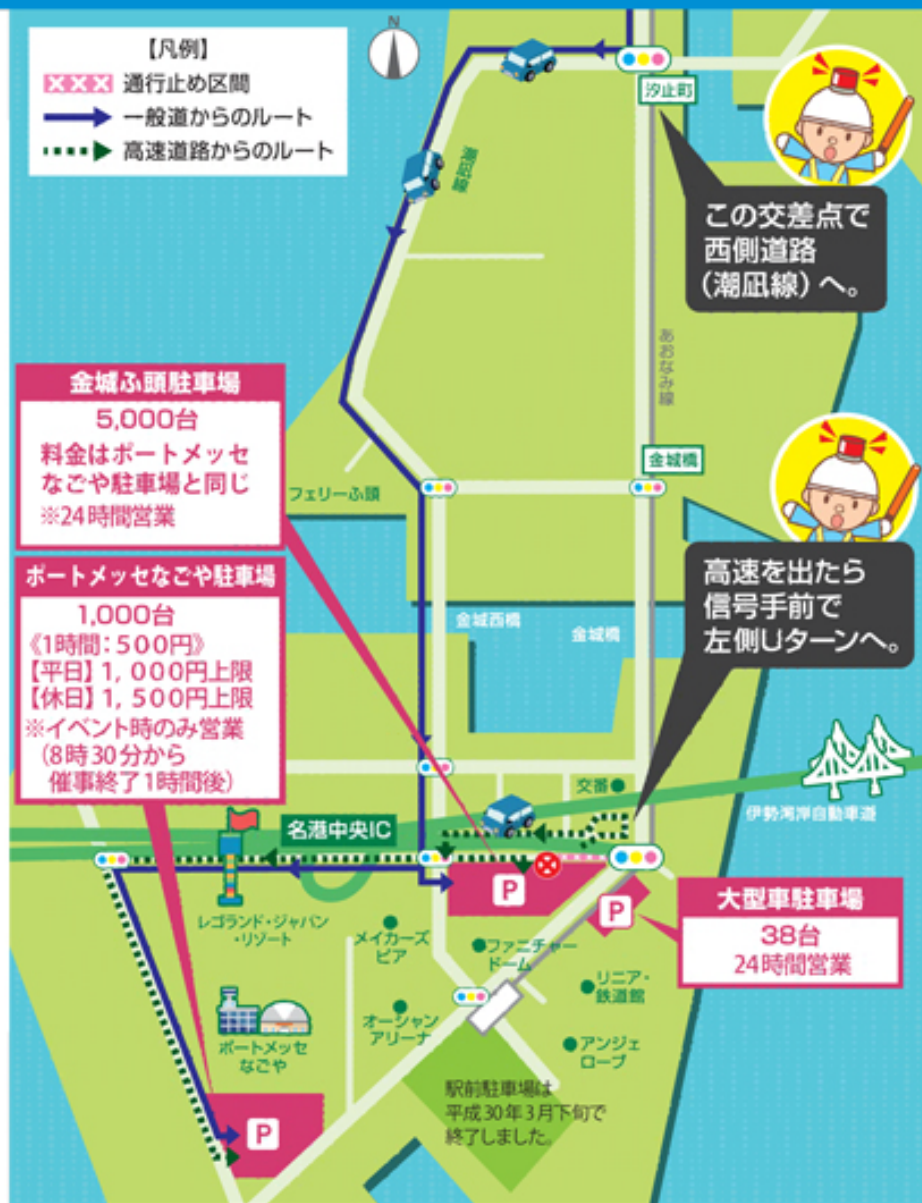 【凡例】
通行止め区間
一般道からのルート
高速道路からのルート
N
汐止町
潮凪線
この交差点で
西側道路
(潮凪線)へ。
あおなみ線
金城ふ頭駐車場
5,000台
料金はポートメッセ
なごや駐車場と同じ
※24時間営業
フェリーふ頭
金城橋
ポートメッセなごや駐車場
1,000台
《1時間:500円》
【平日】1,000円上限
【休日】1,500円上限
※イベント時のみ営業
(8時30分から
催事終了1時間後)
金城西橋
金城橋
高速を出たら
信号手前で
左側Uターンへ。
交番
伊勢湾岸自動車道
名港中央IC
P
P
レゴランド・ジャパン
・リゾート
メイカーズ
ピア
ファニチャー
ドーム
大型車駐車場
38台
24時間営業
リニア・
鉄道館
オーシャン
アリーナ
ポートメッセ
なごや
アンジェ
ローブ
駅前駐車場は
平成30年3月下旬で
終了しました。
P